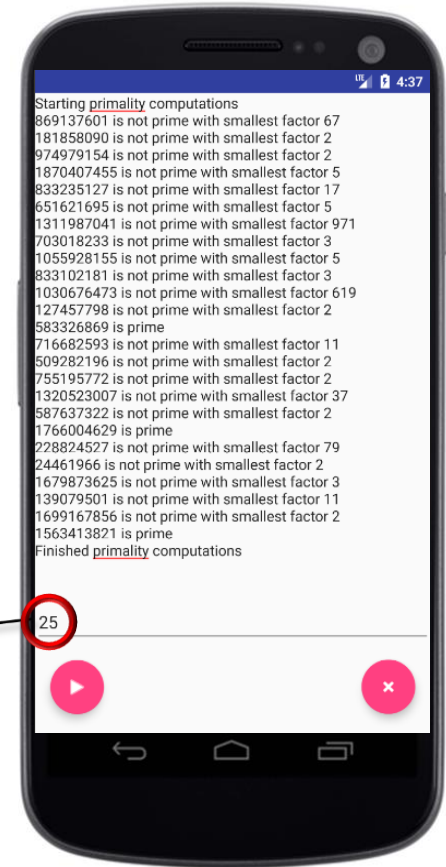 LTE 4:37
Starting primality computations
869137601 is not prime with smallest factor 67
181858090 is not prime with smallest factor 2
974979154 is not prime with smallest factor 2
1870407455 is not prime with smallest factor 5
833235127 is not prime with smallest factor 17
651621695 is not prime with smallest factor 5
1311987041 is not prime with smallest factor 971
703018233 is not prime with smallest factor 3
1055928155 is not prime with smallest factor 5
833102181 is not prime with smallest factor 3
1030676473 is not prime with smallest factor 619
127457798 is not prime with smallest factor 2
583326869 is prime
716682593 is not prime with smallest factor 11
509282196 is not prime with smallest factor 2
755195772 is not prime with smallest factor 2
1320523007 is not prime with smallest factor 37
587637322 is not prime with smallest factor 2
1766004629 is prime
228824527 is not prime with smallest factor 79
24461966 is not prime with smallest factor 2
1679873625 is not prime with smallest factor 3
139079501 is not prime with smallest factor 11
1699167856 is not prime with smallest factor 2
1563413821 is prime
Finished primality computations
25